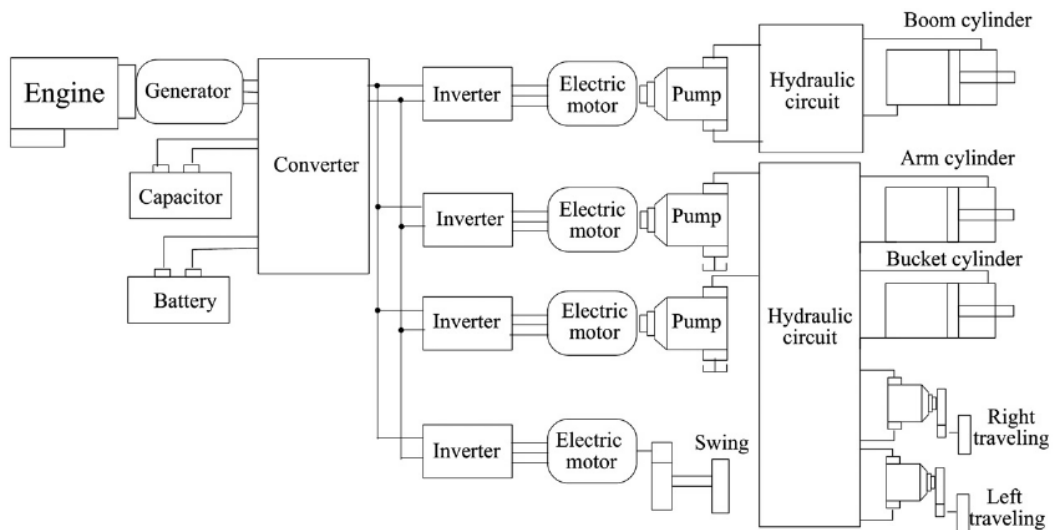 Boom cylinder
Engine
Generator
Inverter
Electric
motor
Pump
Hydraulic
circuit
Capacitor
Converter
Arm cylinder
Inverter
Electric
motor
Pump
Battery
Bucket cylinder
Inverter
Electric
motor
Pump
Hydraulic
circuit
Right
traveling
Inverter
Electric
motor
Swing
Left
traveling